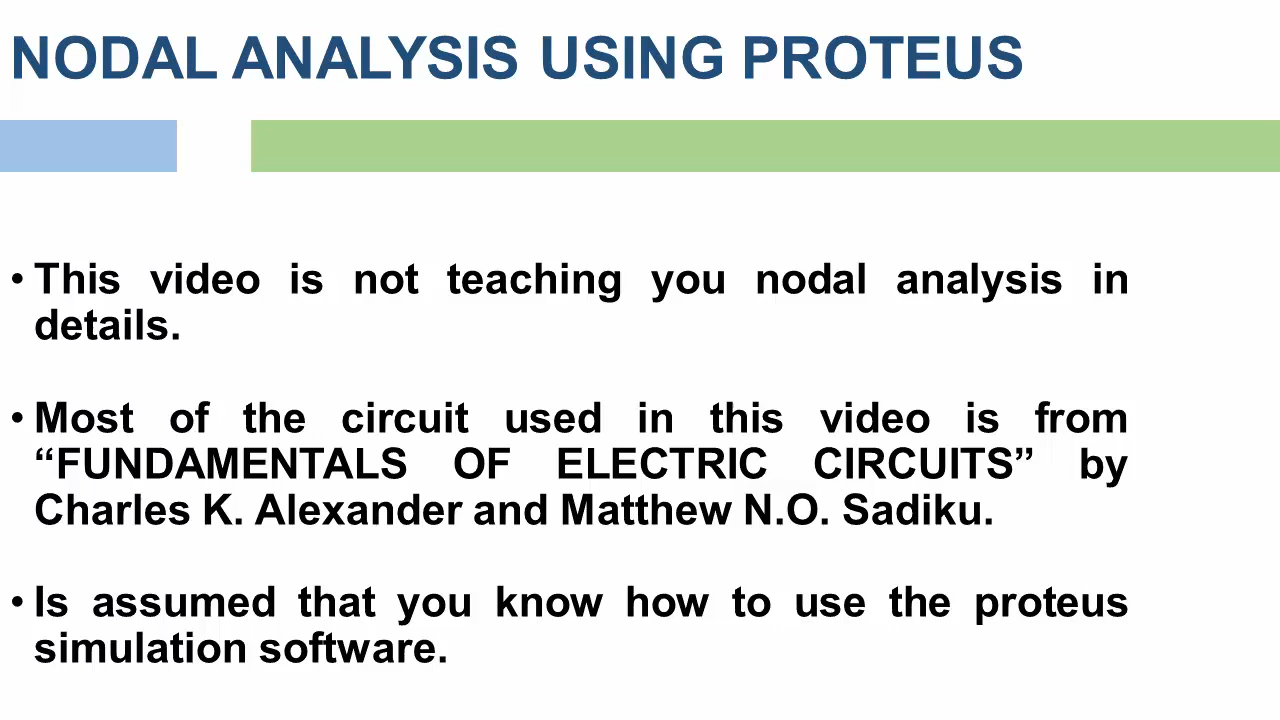 NODAL ANALYSIS USING PROTEUS
• This video is not teaching you nodal analysis in
details.
• Most of the circuit used in this video is from
“FUNDAMENTALS OF ELECTRIC CIRCUITS” by
Charles K. Alexander and Matthew N.O. Sadiku.
• Is assumed that you know how to use the proteus
simulation software.